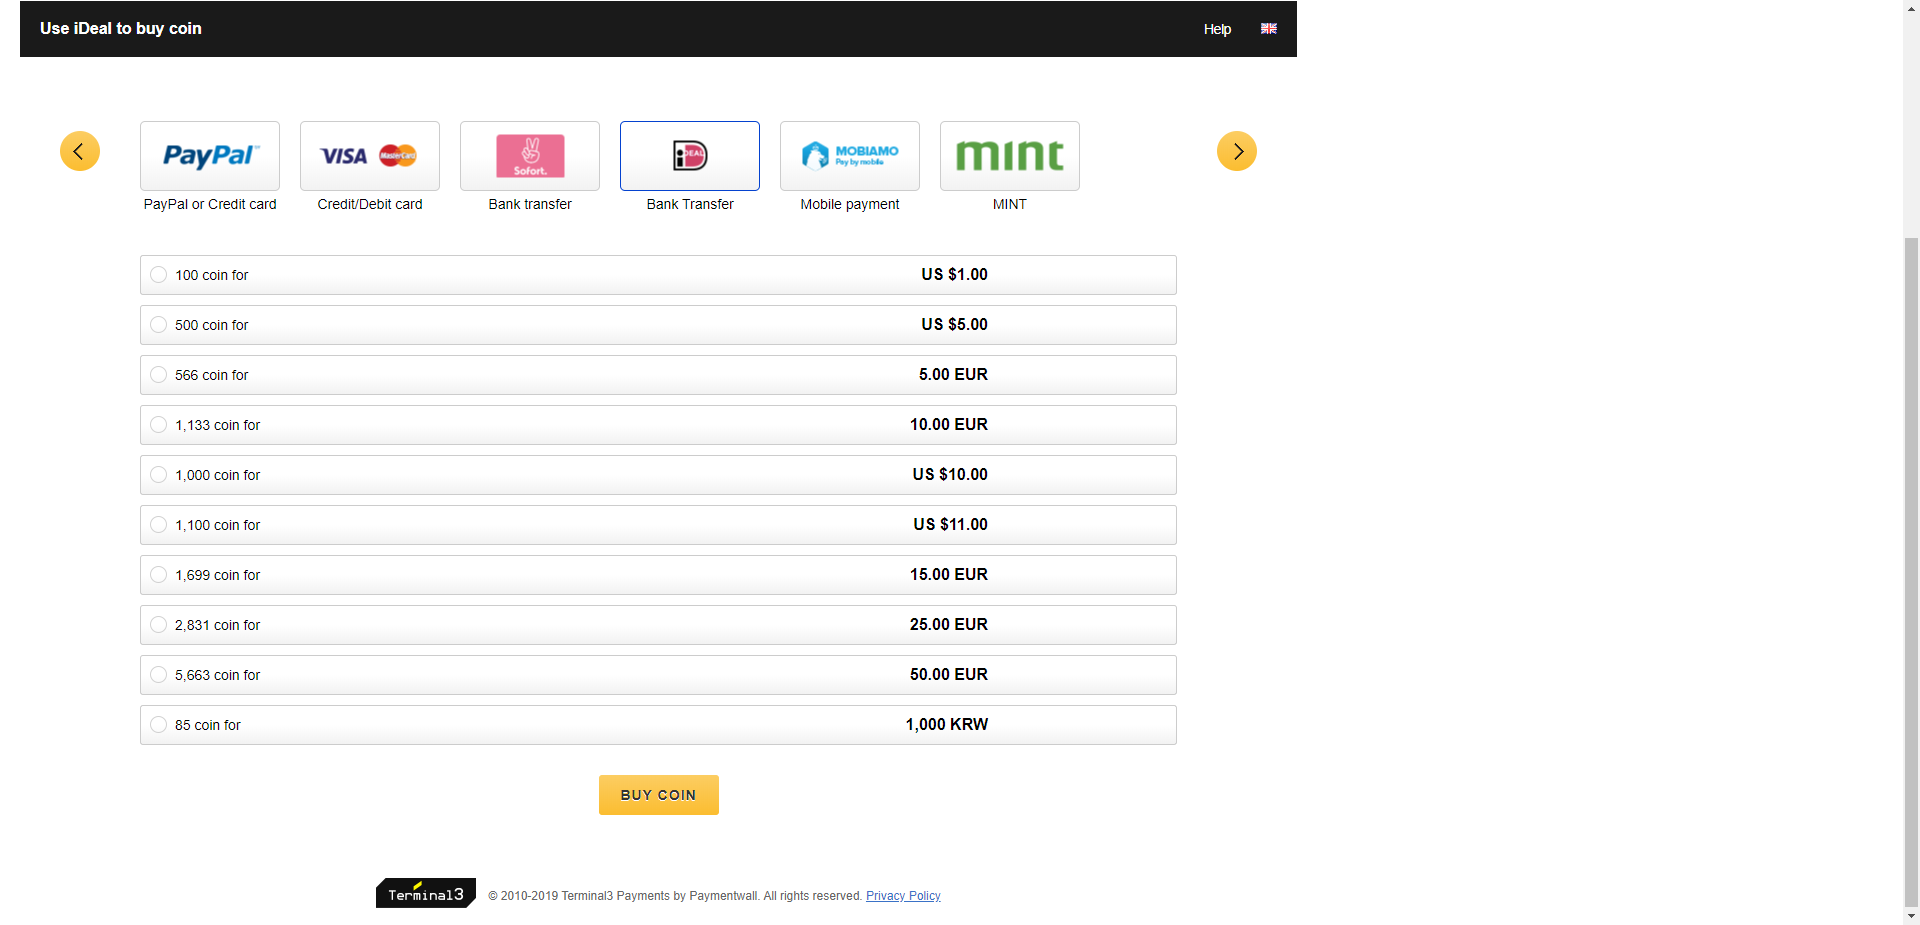 Use iDeal to buy coin
Help
PayPal
VISA MasterCard
Sofort.
iDEAL
MOBIAMO
Pay by mobile
mint
PayPal or Credit card
Credit/Debit card
Bank transfer
Bank Transfer
Mobile payment
MINT
100 coin for US $1.00
500 coin for US $5.00
566 coin for 5.00 EUR
1,133 coin for 10.00 EUR
1,000 coin for US $10.00
1,100 coin for US $11.00
1,699 coin for 15.00 EUR
2,831 coin for 25.00 EUR
5,663 coin for 50.00 EUR
85 coin for 1,000 KRW
BUY COIN
Terminal3
© 2010-2019 Terminal3 Payments by Paymentwall. All rights reserved. Privacy Policy